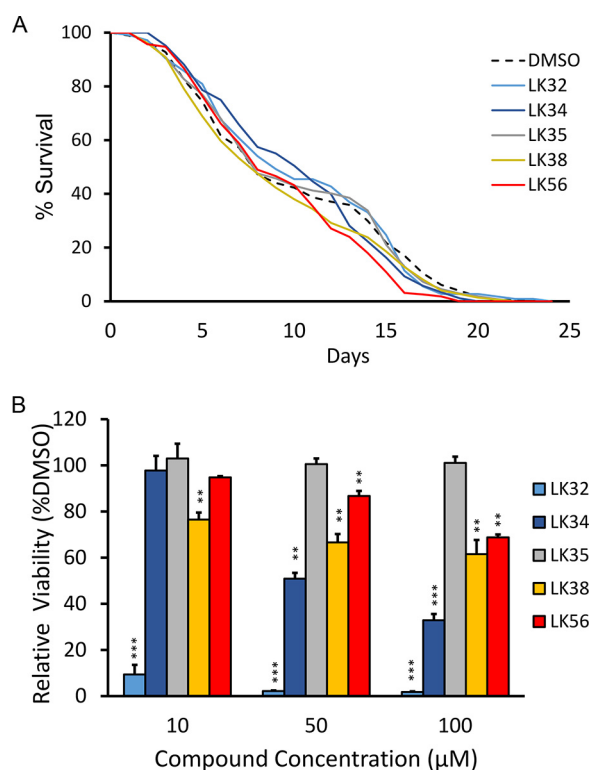 A
% Survival
100
80
60
40
20
0
0 5 10 15 20 25
Days
DMSO
LK32
LK34
LK35
LK38
LK56
B
Relative Viability (%DMSO)
120
100
80
60
40
20
0
*** ** ** 
*** ** ** **
*** *** ** **
10 50 100
Compound Concentration (µM)
LK32
LK34
LK35
LK38
LK56